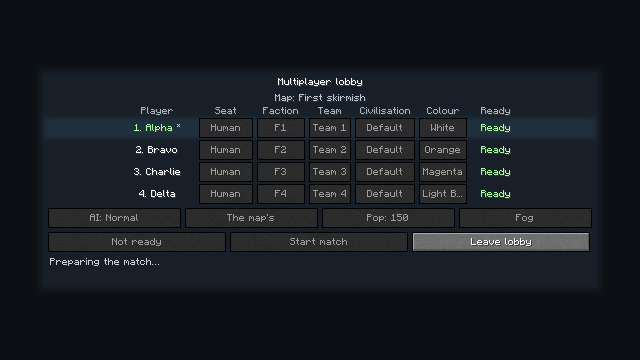 Multiplayer lobby
Map: First skirmish
Player Seat Faction Team Civilisation Colour Ready
1. Alpha * Human F1 Team 1 Default White Ready
2. Bravo Human F2 Team 2 Default Orange Ready
3. Charlie Human F3 Team 3 Default Magenta Ready
4. Delta Human F4 Team 4 Default Light B... Ready
AI: Normal The map's Pop: 150 Fog
Not ready Start match Leave lobby
Preparing the match...